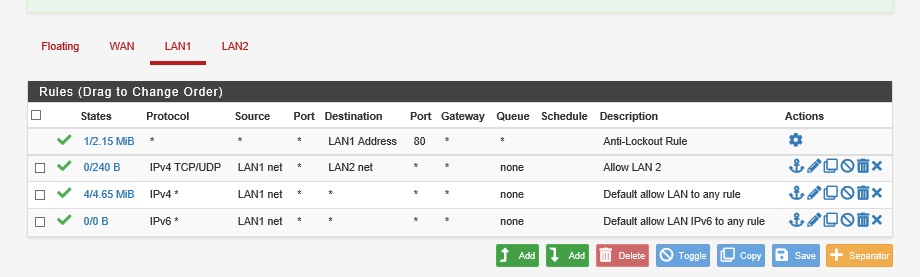 Floating WAN LAN1 LAN2
Rules (Drag to Change Order)
States Protocol Source Port Destination Port Gateway Queue Schedule Description Actions
1/2.15 MiB * * * LAN1 Address 80 * * Anti-Lockout Rule
0/240 B IPv4 TCP/UDP LAN1 net * LAN2 net * * none Allow LAN 2
4/4.65 MiB IPv4 * LAN1 net * * * * none Default allow LAN to any rule
0/0 B IPv6 * LAN1 net * * * * none Default allow LAN IPv6 to any rule
Add Add Delete Toggle Copy Save Separator